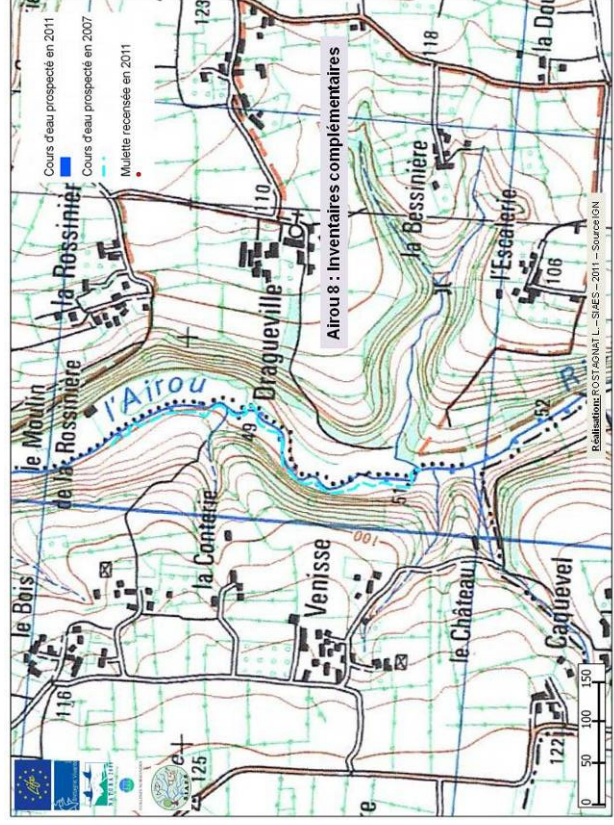 Cours d'eau prospecté en 2011
Cours d'eau prospecté en 2007
Mulette recensée en 2011
Airou 8 : Inventaires complémentaires
le Bois
le Moulin
de la Rossinière
la Rossinière
123
118
116
110
l'Airou
Dragueville
la Conterie
49
la Bessinière
l'Escalerie
106
52
51
Venisse
100
le Château
Caquevel
125
122
0 50 100 150
Réalisation: ROSTAGNAT L. – SIAES – 2011 – Source IGN